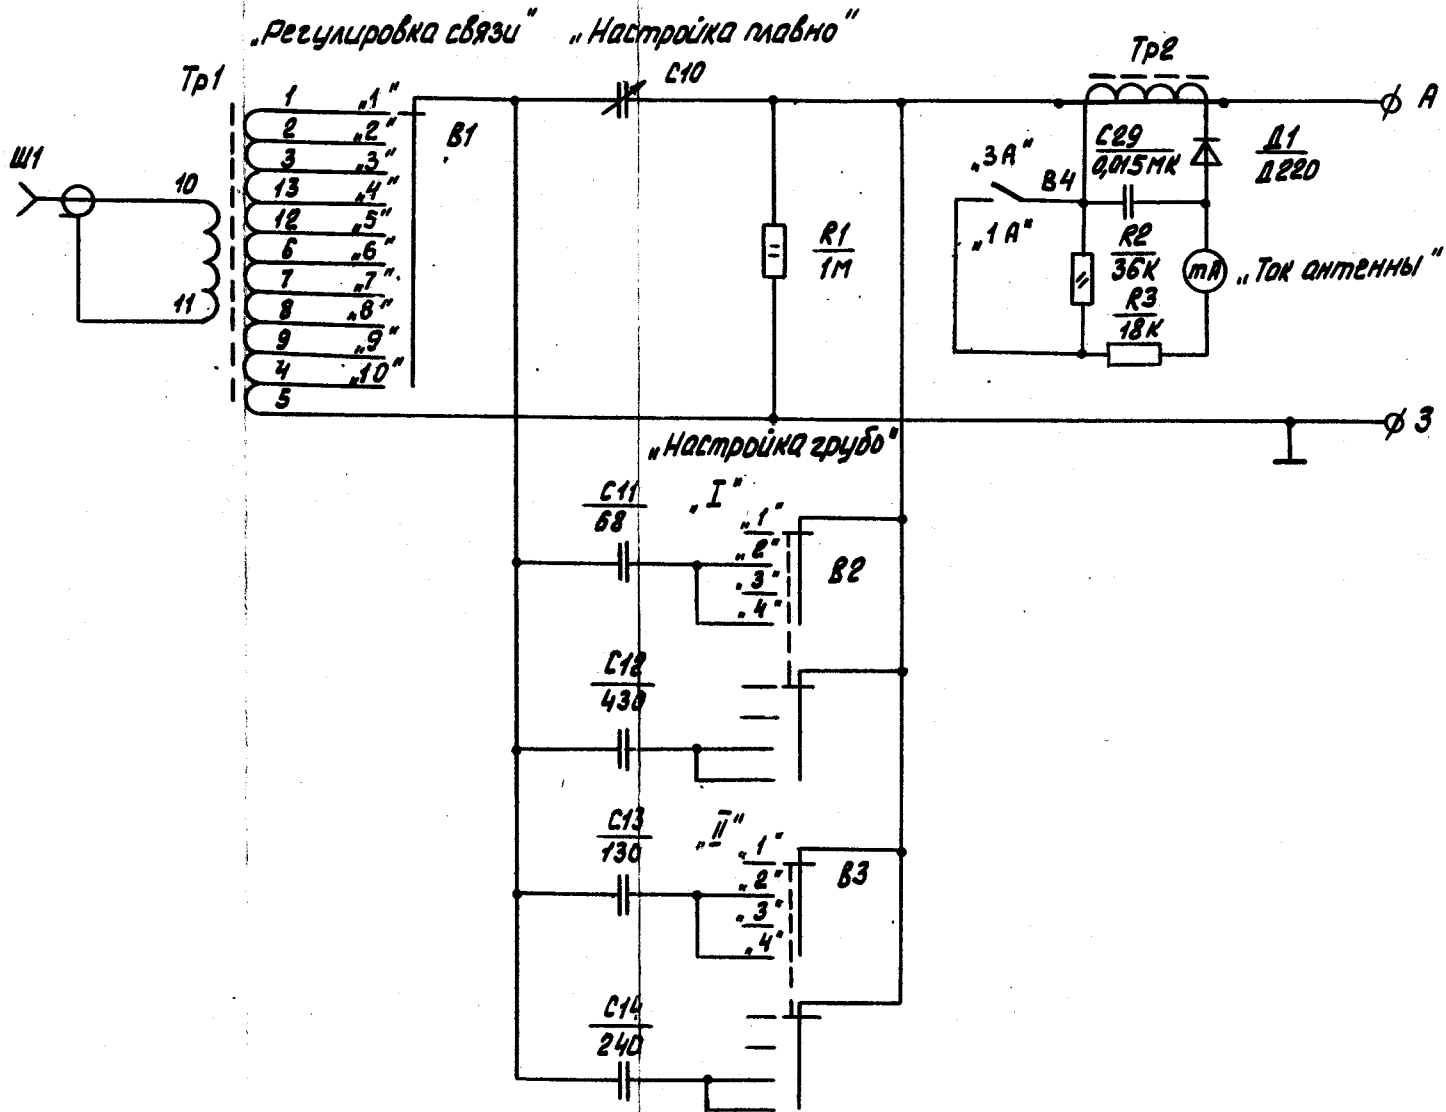 „Регулировка связи"
„Настройка плавно"
Тр1
Ш1
10
11
1 „1"
2 „2"
3 „3"
13 „4"
12 „5"
6 „6"
7 „7"
8 „8"
9 „9"
4 „10"
5
В1
С10
R1
1М
Тр2
А
С29
0,015МК
Д1
Д220
„3А"
В4
„1А"
R2
36К
R3
18К
mA
„Ток антенны"
З
„Настройка грубо"
С11
68
„I"
„1"
„2"
„3"
„4"
В2
С12
430
С13
130
„II"
„1"
„2"
„3"
„4"
В3
С14
240